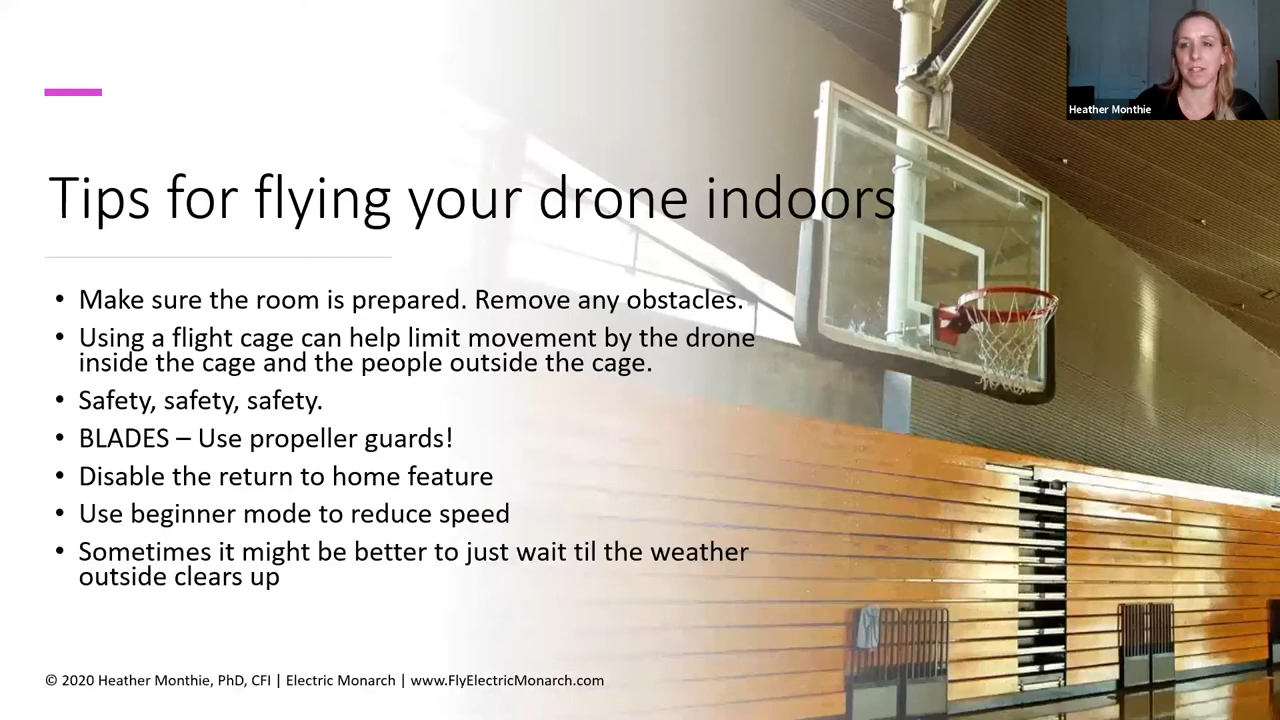 Heather Monthie
Tips for flying your drone indoors
• Make sure the room is prepared. Remove any obstacles.
• Using a flight cage can help limit movement by the drone
inside the cage and the people outside the cage.
• Safety, safety, safety.
• BLADES – Use propeller guards!
• Disable the return to home feature
• Use beginner mode to reduce speed
• Sometimes it might be better to just wait til the weather
outside clears up
© 2020 Heather Monthie, PhD, CFI | Electric Monarch | www.FlyElectricMonarch.com